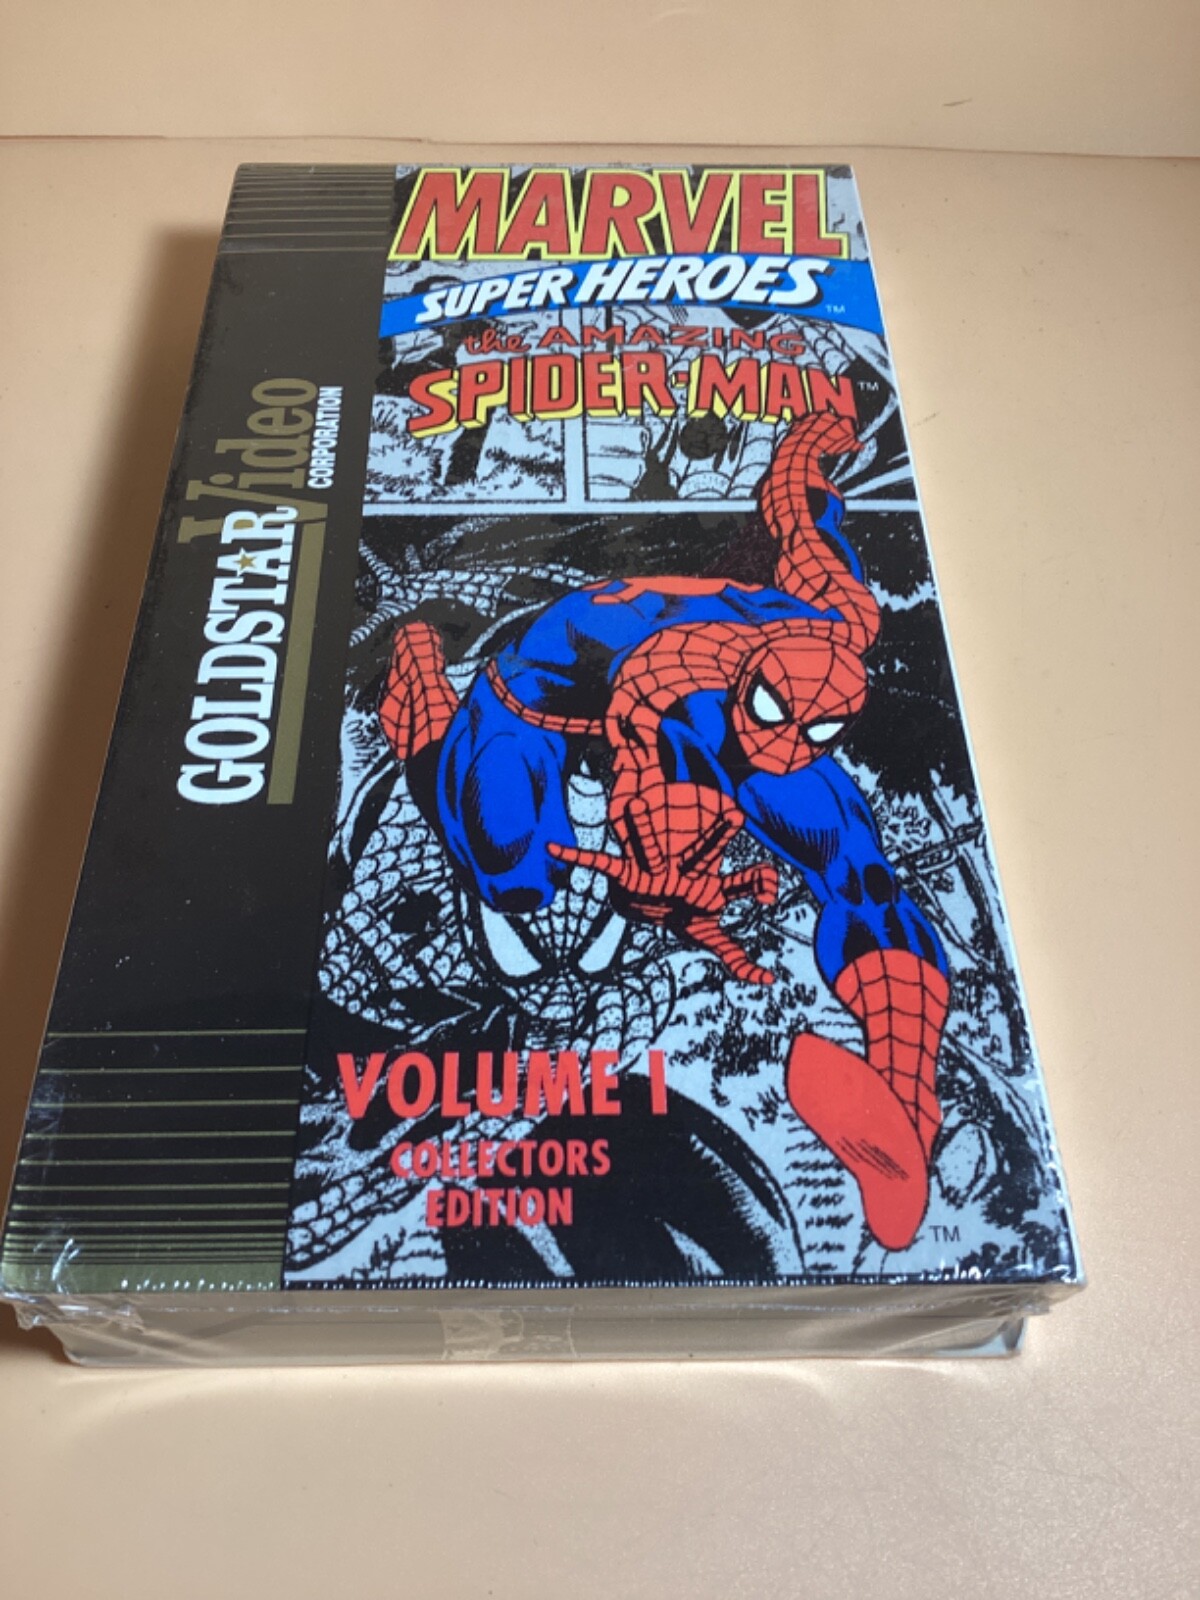 MARVEL
SUPER HEROES TM
the AMAZING
SPIDER-MAN TM
GOLDSTAR Video
CORPORATION
VOLUME I
COLLECTORS
EDITION
TM